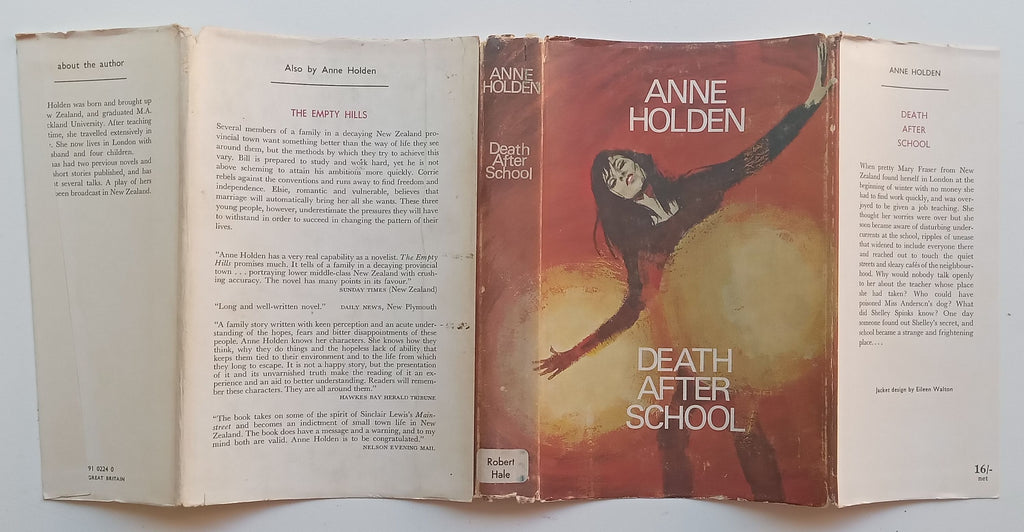 about the author
Holden was born and brought up
w Zealand, and graduated M.A.
ckland University. After teaching
time, she travelled extensively in
. She now lives in London with
sband and four children.
as had two previous novels and
short stories published, and has
t several talks. A play of hers
been broadcast in New Zealand.
91 0224 0
GREAT BRITAIN
Also by Anne Holden
THE EMPTY HILLS
Several members of a family in a decaying New Zealand pro-
vincial town want something better than the way of life they see
around them, but the methods by which they try to achieve this
vary. Bill is prepared to study and work hard, yet he is not
above scheming to attain his ambitions more quickly. Corrie
rebels against the conventions and runs away to find freedom and
independence. Elsie, romantic and vulnerable, believes that
marriage will automatically bring her all she wants. These three
young people, however, underestimate the pressures they will have
to withstand in order to succeed in changing the pattern of their
lives.
"Anne Holden has a very real capability as a novelist. The Empty
Hills promises much. It tells of a family in a decaying provincial
town . . . portraying lower middle-class New Zealand with crush-
ing accuracy. The novel has many points in its favour."
SUNDAY TIMES (New Zealand)
"Long and well-written novel." DAILY NEWS, New Plymouth
"A family story written with keen perception and an acute under-
standing of the hopes, fears and bitter disappointments of these
people. Anne Holden knows her characters. She knows how they
think, why they do things and the hopeless lack of ability that
keeps them tied to their environment and to the life from which
they long to escape. It is not a happy story, but the presentation
of it and its unvarnished truth make the reading of it an ex-
perience and an aid to better understanding. Readers will remem-
ber these characters. They are all around them."
HAWKES BAY HERALD TRIBUNE
"The book takes on some of the spirit of Sinclair Lewis's Main-
street and becomes an indictment of small town life in New
Zealand. The book does have a message and a warning, and to my
mind both are valid. Anne Holden is to be congratulated."
NELSON EVENING MAIL
ANNE
HOLDEN
Death
After
School
Robert
Hale
ANNE
HOLDEN
DEATH
AFTER
SCHOOL
ANNE HOLDEN
DEATH
AFTER
SCHOOL
When pretty Mary Fraser from New
Zealand found herself in London at the
beginning of winter with no money she
had to find work quickly, and was over-
joyed to be given a job teaching. She
thought her worries were over but she
soon became aware of disturbing under-
currents at the school, ripples of unease
that widened to include everyone there
and reached out to touch the quiet
streets and sleazy cafés of the neighbour-
hood. Why would nobody talk openly
to her about the teacher whose place
she had taken? Who could have
poisoned Miss Anderson's dog? What
did Shelley Spinks know? One day
someone found out Shelley's secret, and
school became a strange and frightening
place. . . .
Jacket design by Eileen Walton
16/-
net